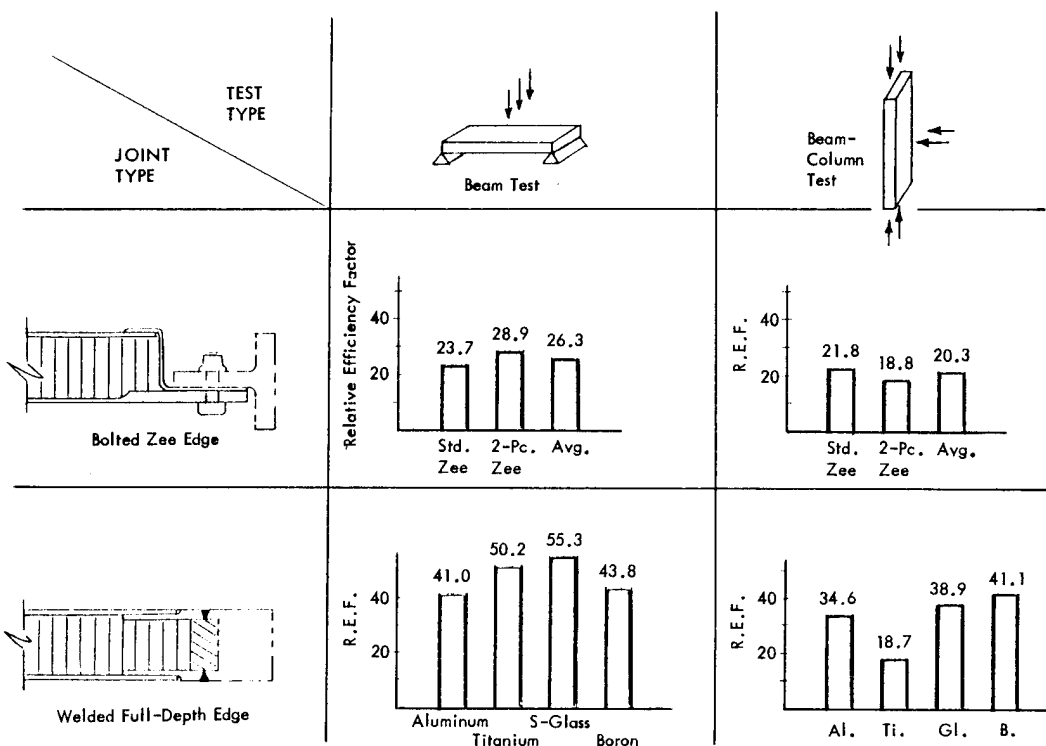 TEST
TYPE
JOINT
TYPE
Beam Test
Beam-
Column
Test
Relative Efficiency Factor
40
20
23.7
28.9
26.3
Std.
Zee
2-Pc.
Zee
Avg.
Bolted Zee Edge
R.E.F.
40
20
21.8
18.8
20.3
Std.
Zee
2-Pc.
Zee
Avg.
R.E.F.
40
20
41.0
50.2
55.3
43.8
Aluminum
Titanium
S-Glass
Boron
Welded Full-Depth Edge
R.E.F.
40
20
34.6
18.7
38.9
41.1
Al.
Ti.
Gl.
B.